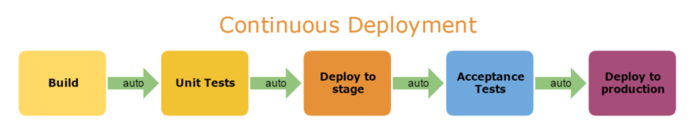 Continuous Deployment
Build
auto
Unit Tests
auto
Deploy to
stage
auto
Acceptance
Tests
auto
Deploy to
production